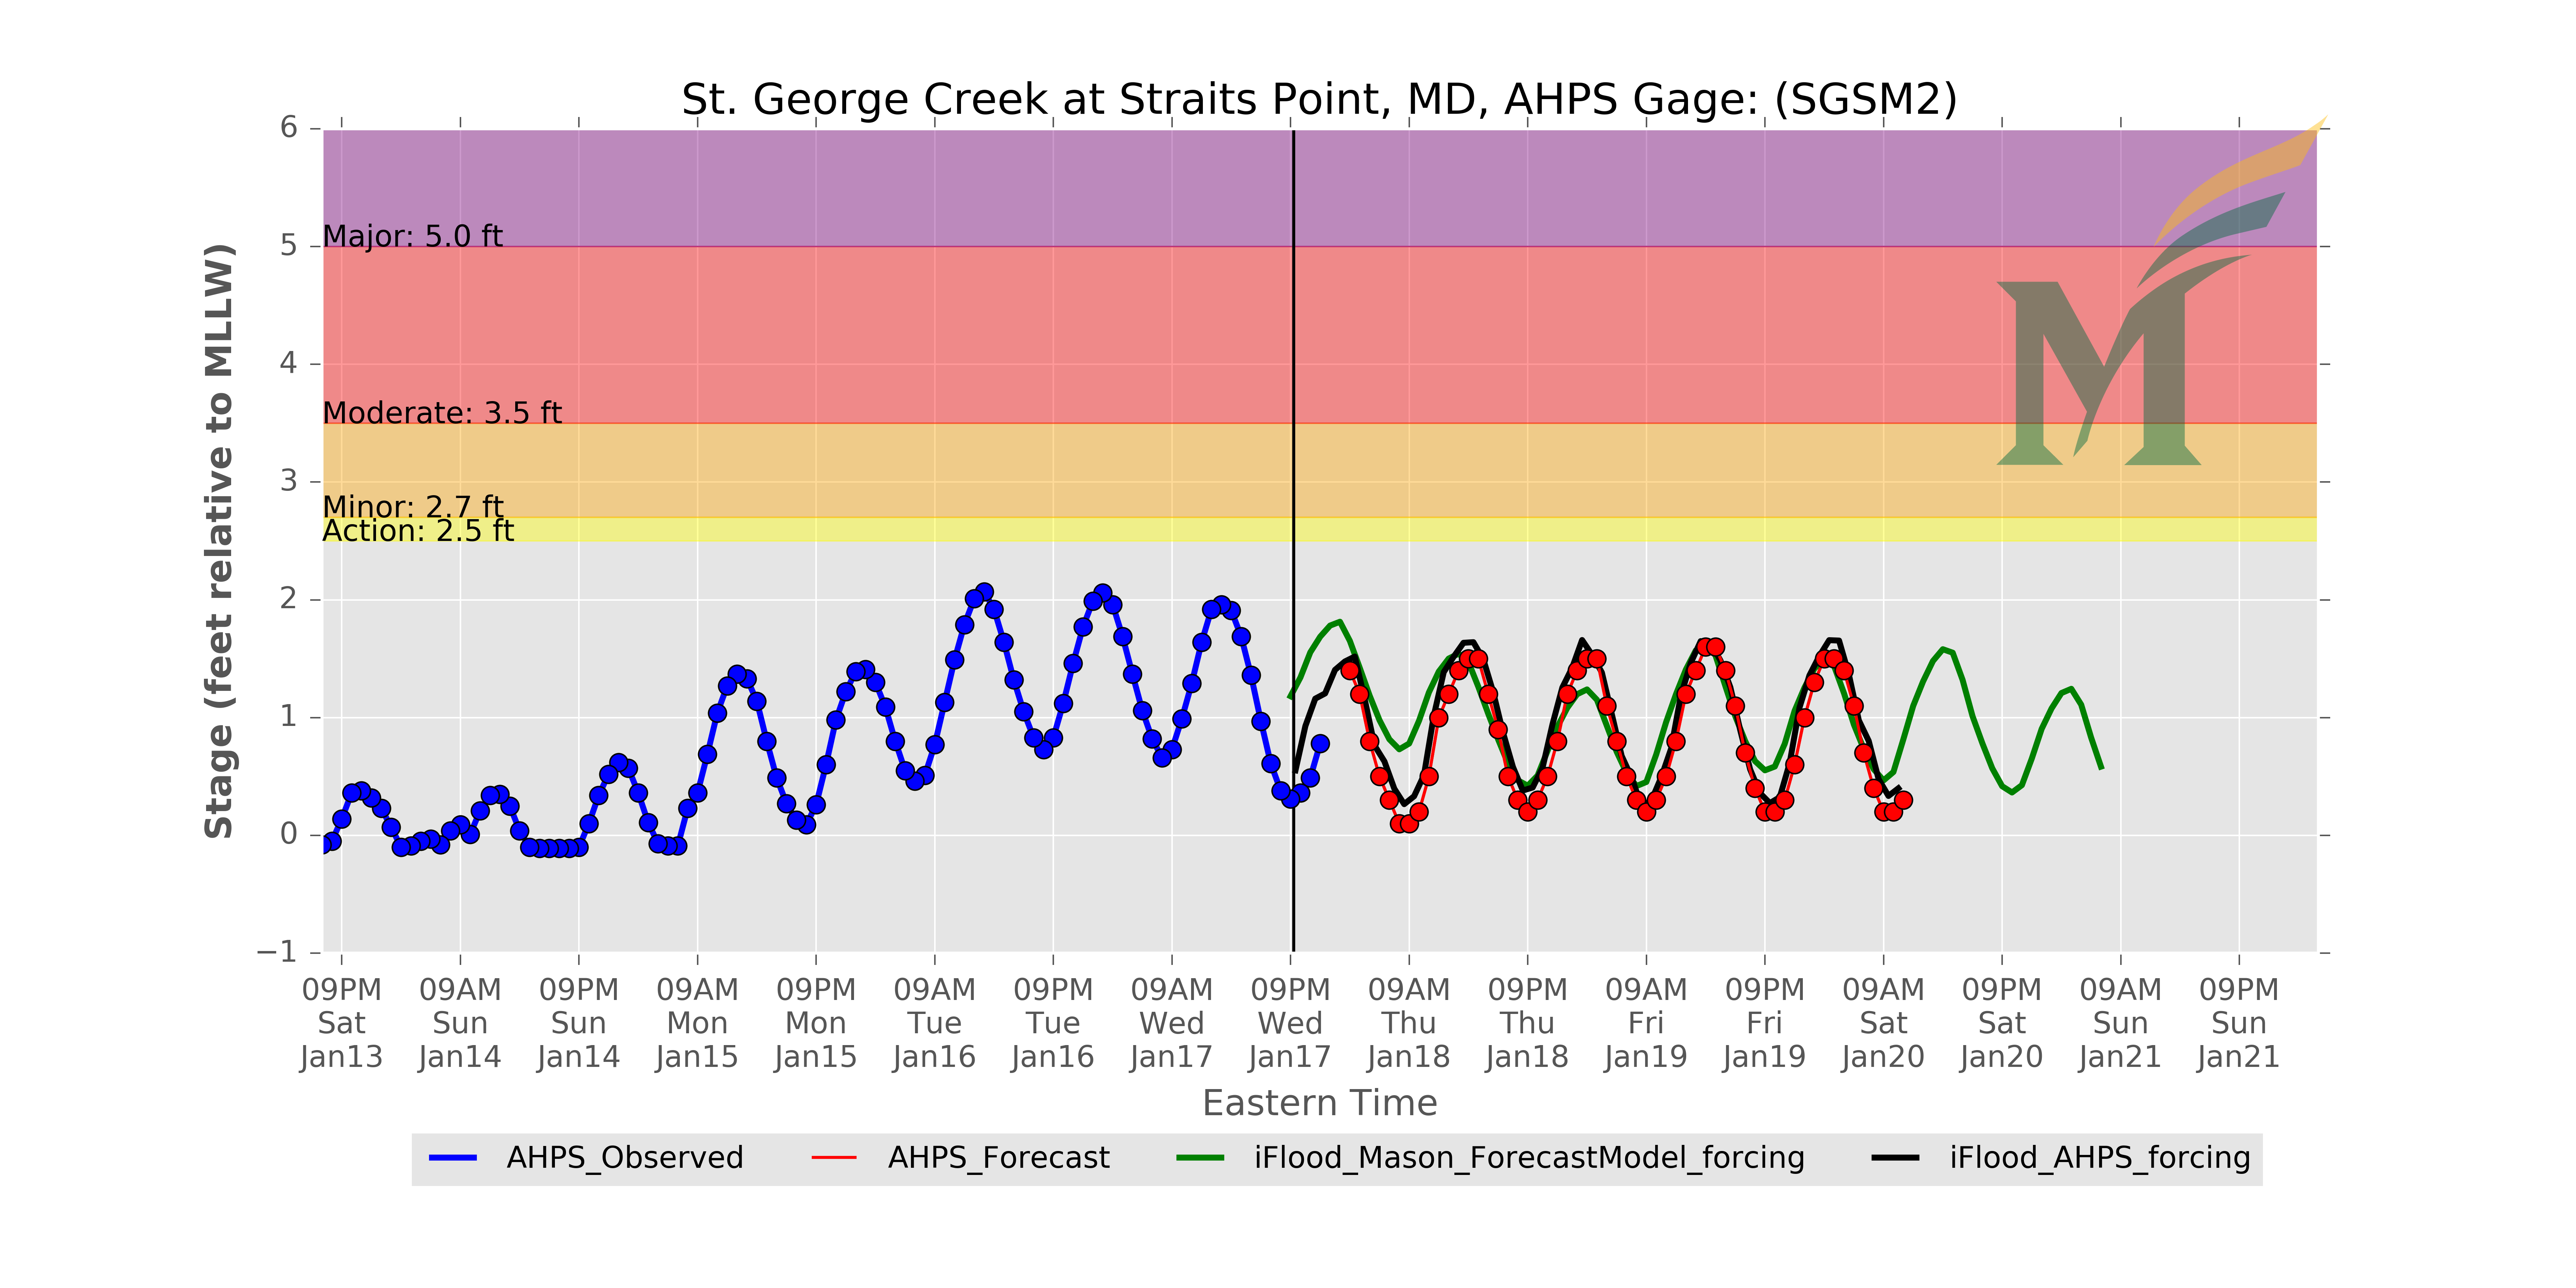 St. George Creek at Straits Point, MD, AHPS Gage: (SGSM2)
Stage (feet relative to MLLW)
6
5
4
3
2
1
0
−1
Major: 5.0 ft
Moderate: 3.5 ft
Minor: 2.7 ft
Action: 2.5 ft
M
09PM 09AM 09PM 09AM 09PM 09AM 09PM 09AM 09PM 09AM 09PM 09AM 09PM 09AM 09PM 09AM 09PM
Sat Sun Sun Mon Mon Tue Tue Wed Wed Thu Thu Fri Fri Sat Sat Sun Sun
Jan13 Jan14 Jan14 Jan15 Jan15 Jan16 Jan16 Jan17 Jan17 Jan18 Jan18 Jan19 Jan19 Jan20 Jan20 Jan21 Jan21
Eastern Time
AHPS_Observed AHPS_Forecast iFlood_Mason_ForecastModel_forcing iFlood_AHPS_forcing